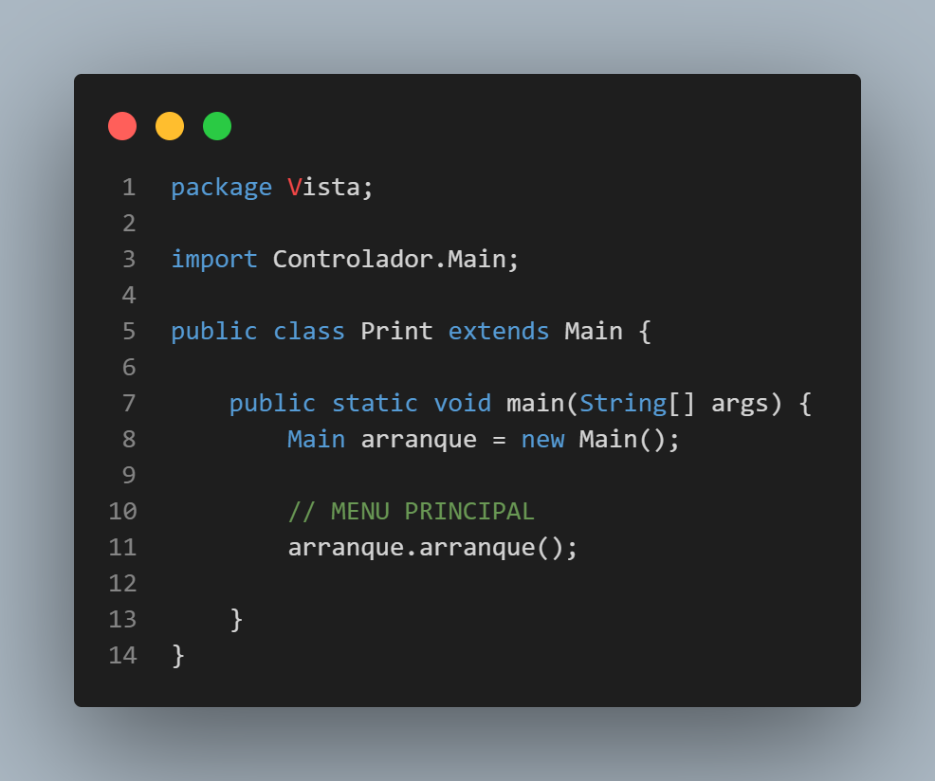 1 package Vista;
2
3 import Controlador.Main;
4
5 public class Print extends Main {
6
7     public static void main(String[] args) {
8         Main arranque = new Main();
9
10         // MENU PRINCIPAL
11         arranque.arranque();
12
13     }
14 }